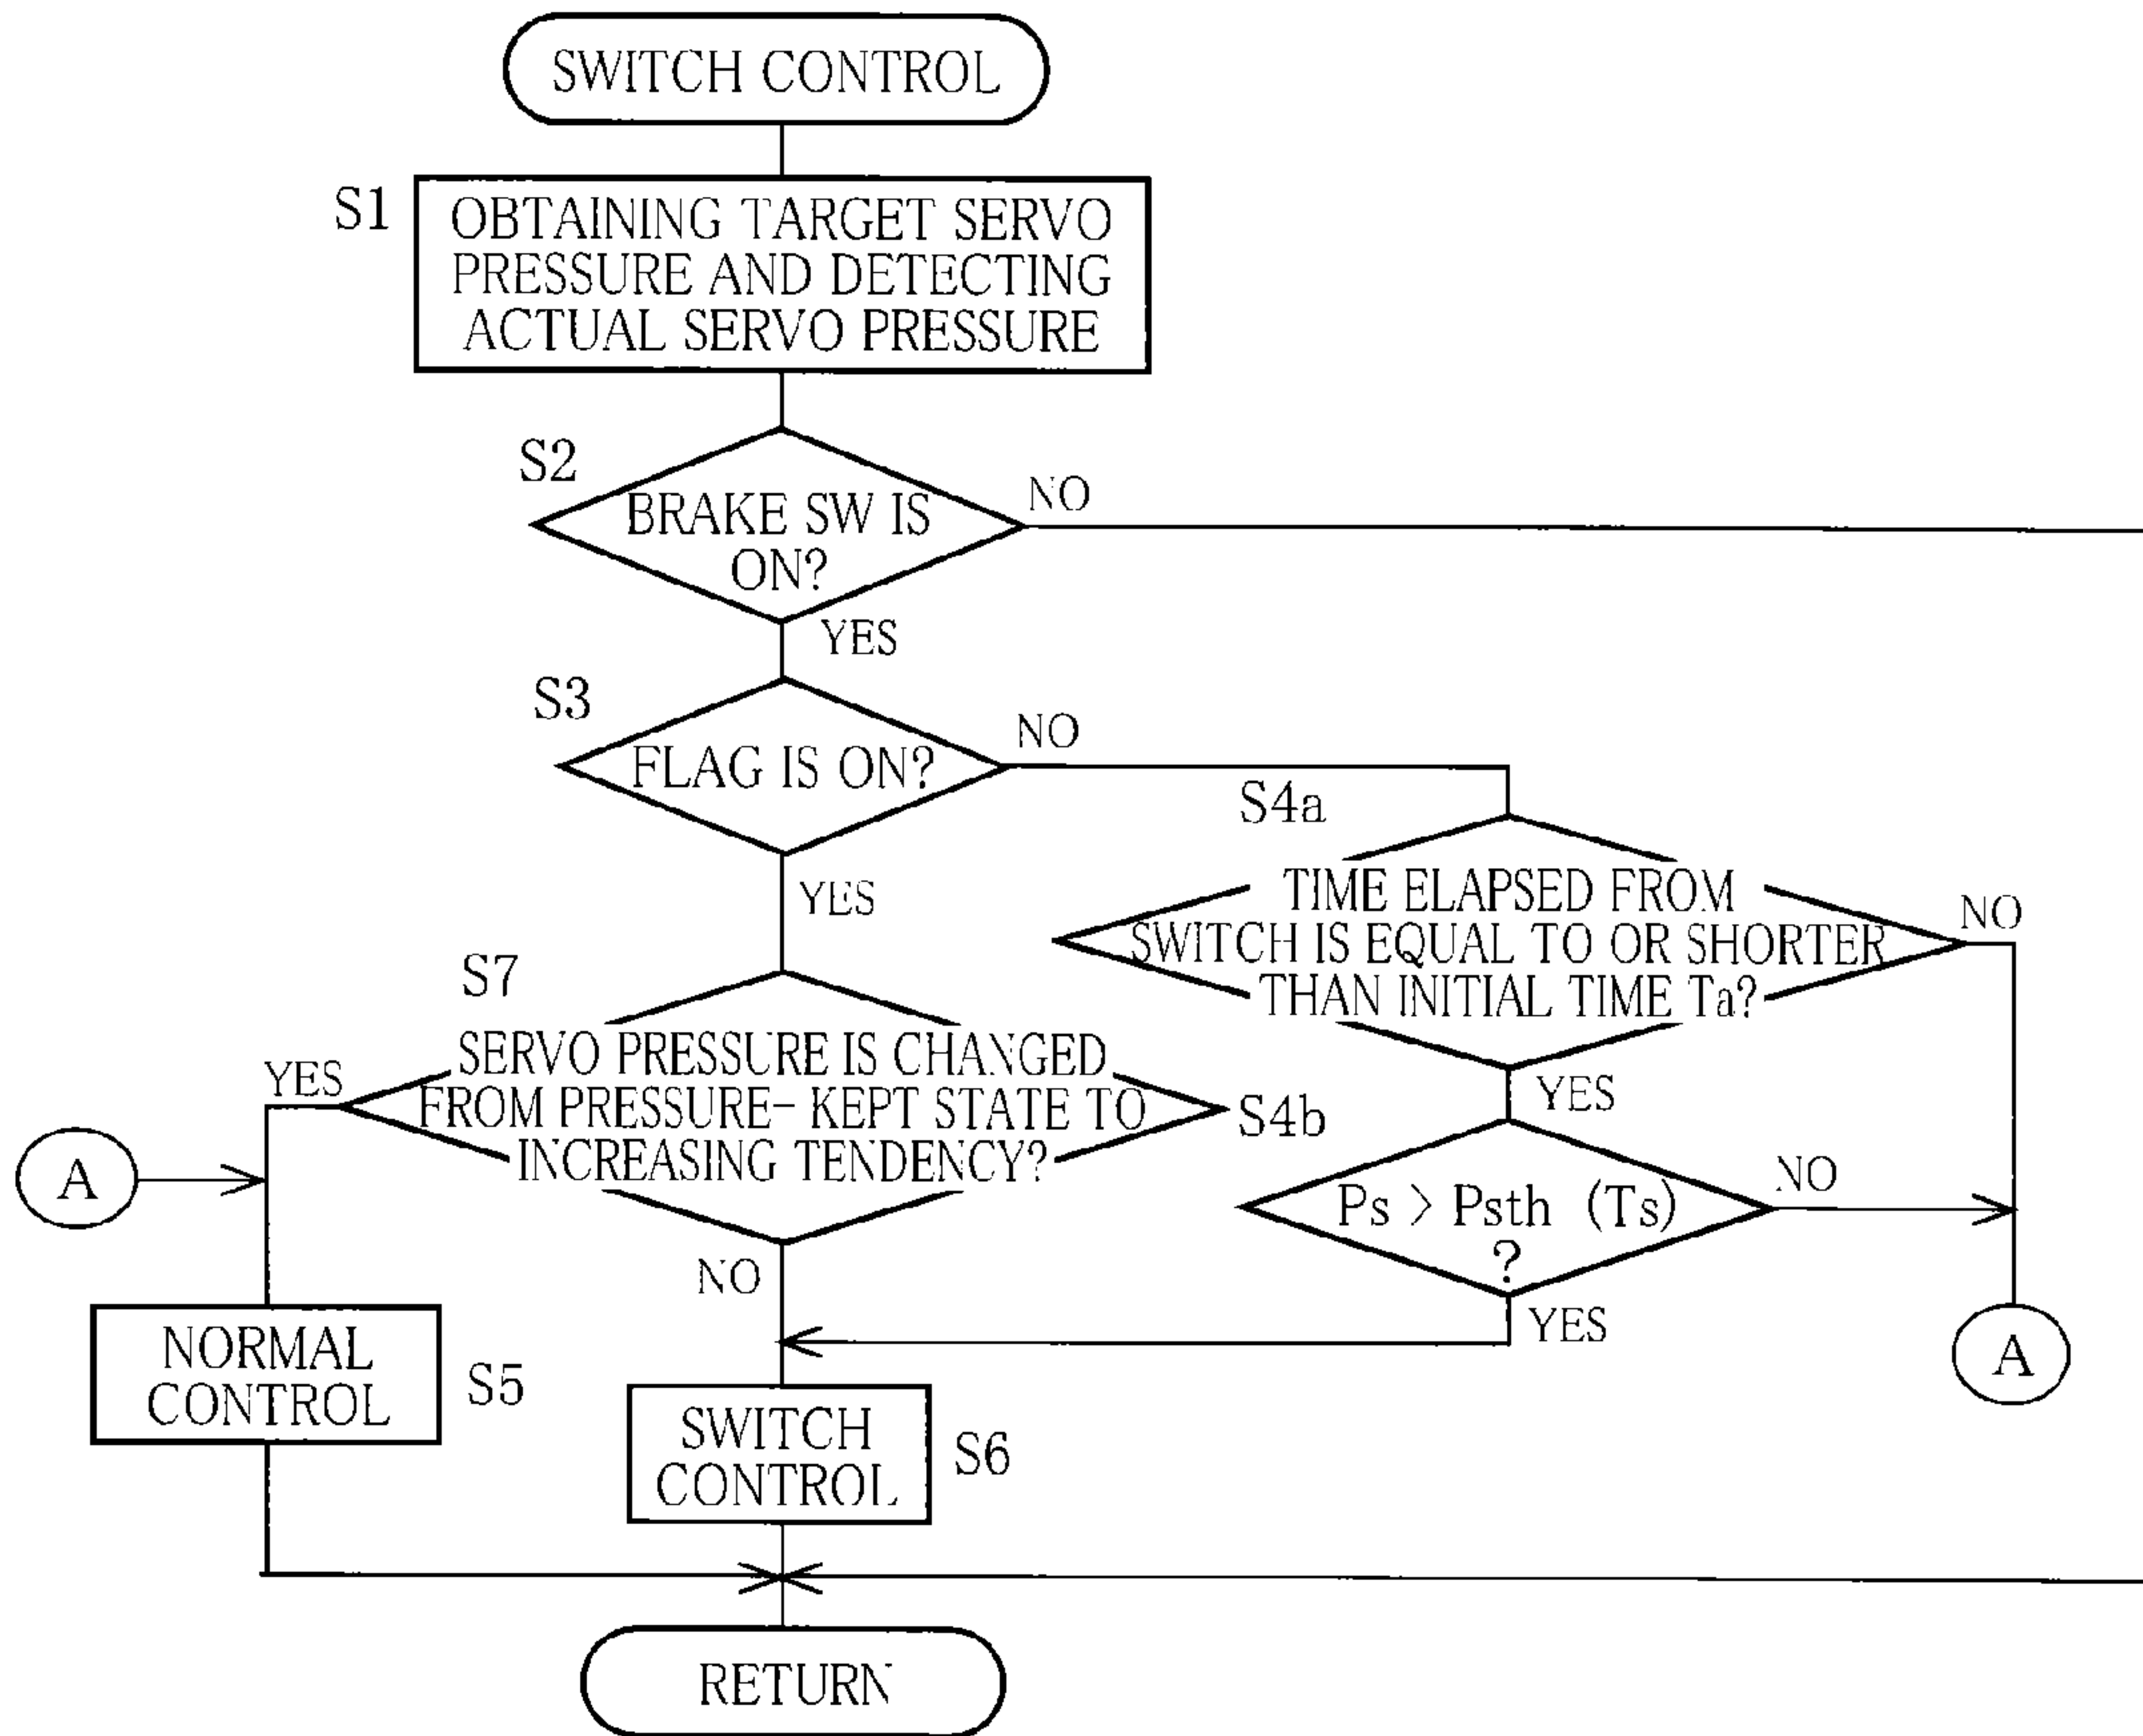 SWITCH CONTROL
S1
OBTAINING TARGET SERVO
PRESSURE AND DETECTING
ACTUAL SERVO PRESSURE
S2
BRAKE SW IS
ON?
NO
YES
S3
FLAG IS ON?
NO
YES
S4a
TIME ELAPSED FROM
SWITCH IS EQUAL TO OR SHORTER
THAN INITIAL TIME Ta?
NO
YES
S7
SERVO PRESSURE IS CHANGED
FROM PRESSURE- KEPT STATE TO
INCREASING TENDENCY?
YES
NO
S4b
Ps > Psth (Ts)
?
NO
YES
A
A
NORMAL
CONTROL
S5
SWITCH
CONTROL
S6
RETURN